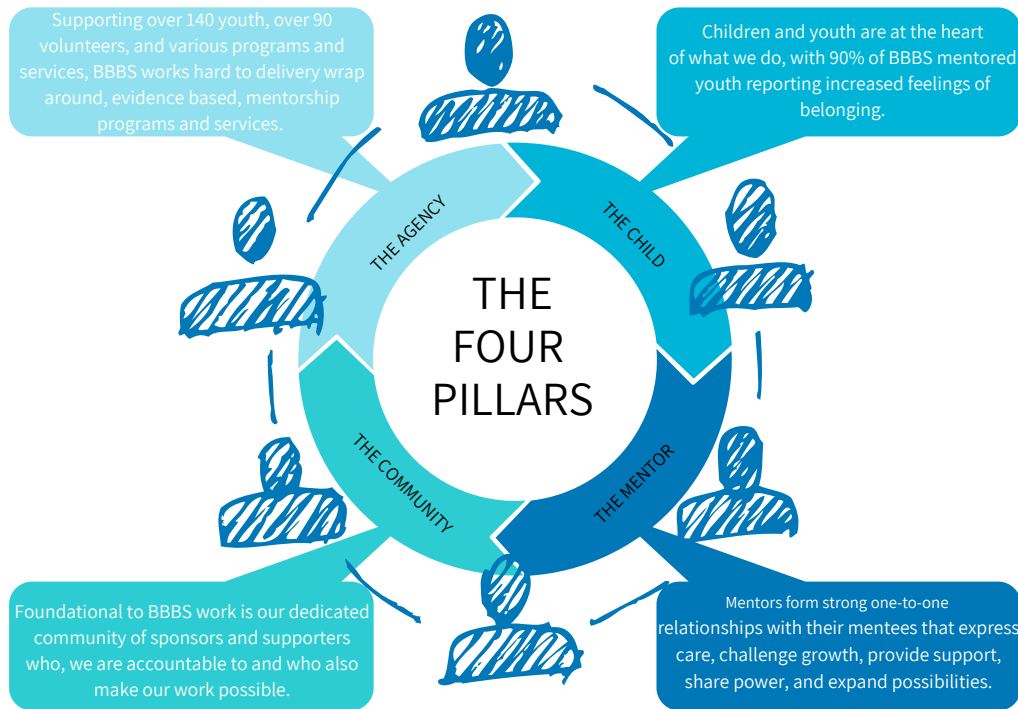 Supporting over 140 youth, over 90
volunteers, and various programs and
services, BBBS works hard to delivery wrap
around, evidence based, mentorship
programs and services.
Children and youth are at the heart
of what we do, with 90% of BBBS mentored
youth reporting increased feelings of
belonging.
THE AGENCY
THE CHILD
THE
FOUR
PILLARS
THE COMMUNITY
THE MENTOR
Foundational to BBBS work is our dedicated
community of sponsors and supporters
who, we are accountable to and who also
make our work possible.
Mentors form strong one-to-one
relationships with their mentees that express
care, challenge growth, provide support,
share power, and expand possibilities.